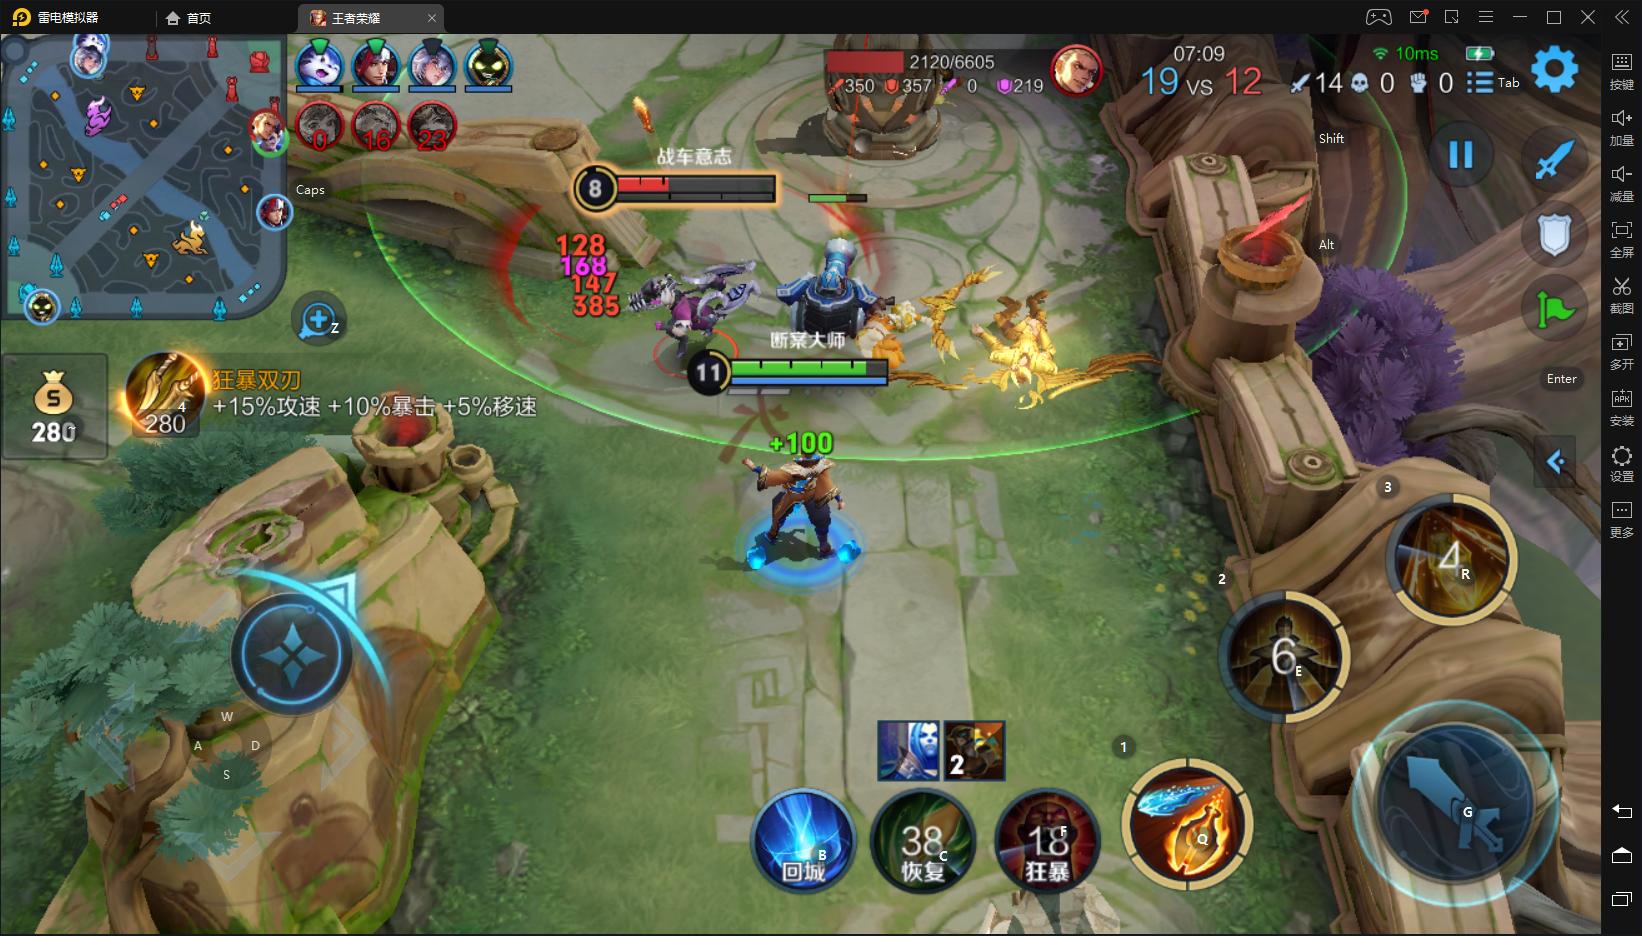 雷电模拟器
首页
王者荣耀
2120/6605
350 357 0 219
07:09
19 VS 12
10ms
14 0 0
Tab
0 16 23
Caps
Shift
Alt
Enter
战车意志
8
128
168
147
385
断案大师
11
+100
Z
280
狂暴双刃
+15%攻速 +10%暴击 +5%移速
4
280
W
A D
S
3
4
R
2
6
E
1
Q
G
2
B
回城
38
C
恢复
18
F
狂暴
按键
加量
减量
全屏
截图
多开
APK
安装
设置
更多